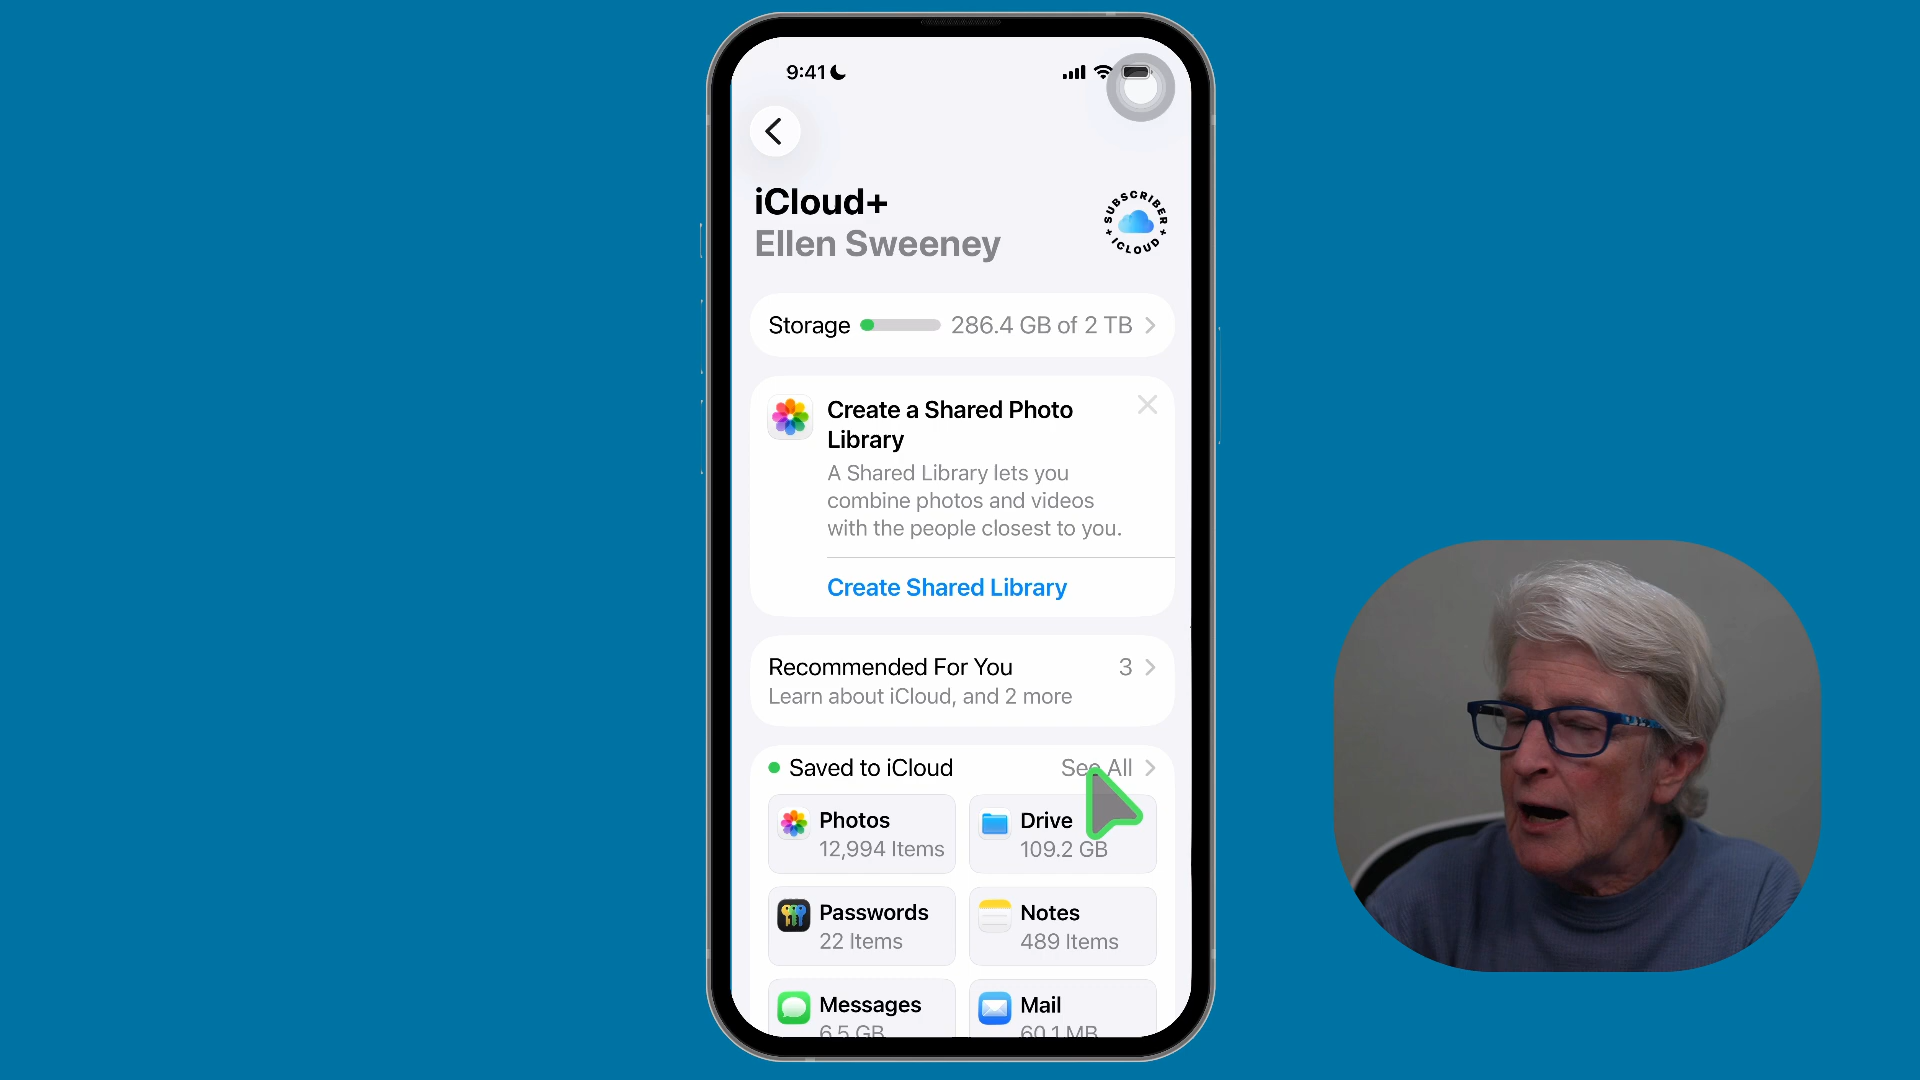 9:41
iCloud+
Ellen Sweeney
SUBSCRIBER + ICLOUD +
Storage 286.4 GB of 2 TB
Create a Shared Photo
Library
A Shared Library lets you
combine photos and videos
with the people closest to you.
Create Shared Library
Recommended For You 3
Learn about iCloud, and 2 more
Saved to iCloud See All
Photos
12,994 Items
Drive
109.2 GB
Passwords
22 Items
Notes
489 Items
Messages
6.5 GB
Mail
60.1 MB